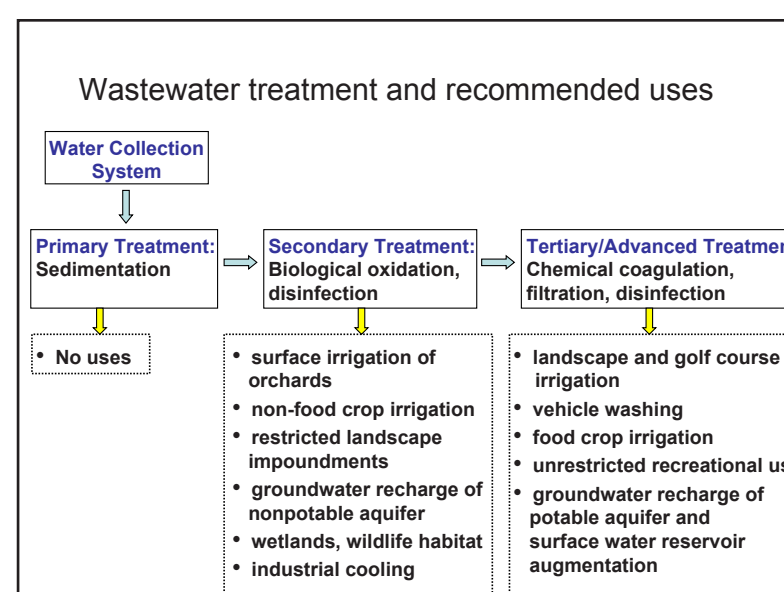 Wastewater treatment and recommended uses
Water Collection
System
Primary Treatment:
Sedimentation
Secondary Treatment:
Biological oxidation,
disinfection
Tertiary/Advanced
Chemical coagulation,
filtration, disinfection
• No uses
• surface irrigation of
orchards
• non-food crop irrigation
• restricted landscape
impoundments
• groundwater recharge of
nonpotable aquifer
• wetlands, wildlife habitat
• industrial cooling
• landscape and golf course
irrigation
• vehicle washing
• food crop irrigation
• unrestricted recreational
• groundwater recharge of
potable aquifer and
surface water reservoir
augmentation